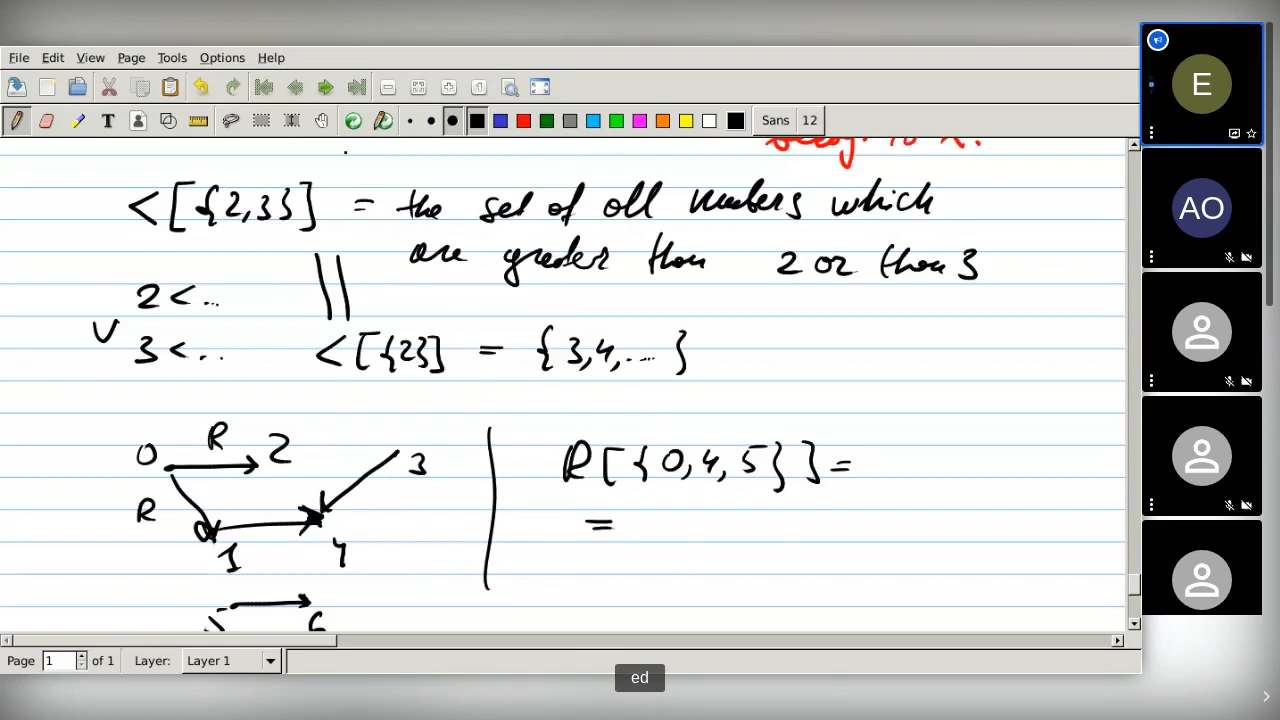 File Edit View Page Tools Options Help
Sans 12
to
<[{2,3}] = the set of all numbers which
are greater than 2 or than 3
2 < ...
∨ 3 < ... || <[{2}] = {3,4,...}
0 R 2 3
R 1 4
5 6
R[{0,4,5}] =
=
Page 1 of 1 Layer: Layer 1
ed
E
AO